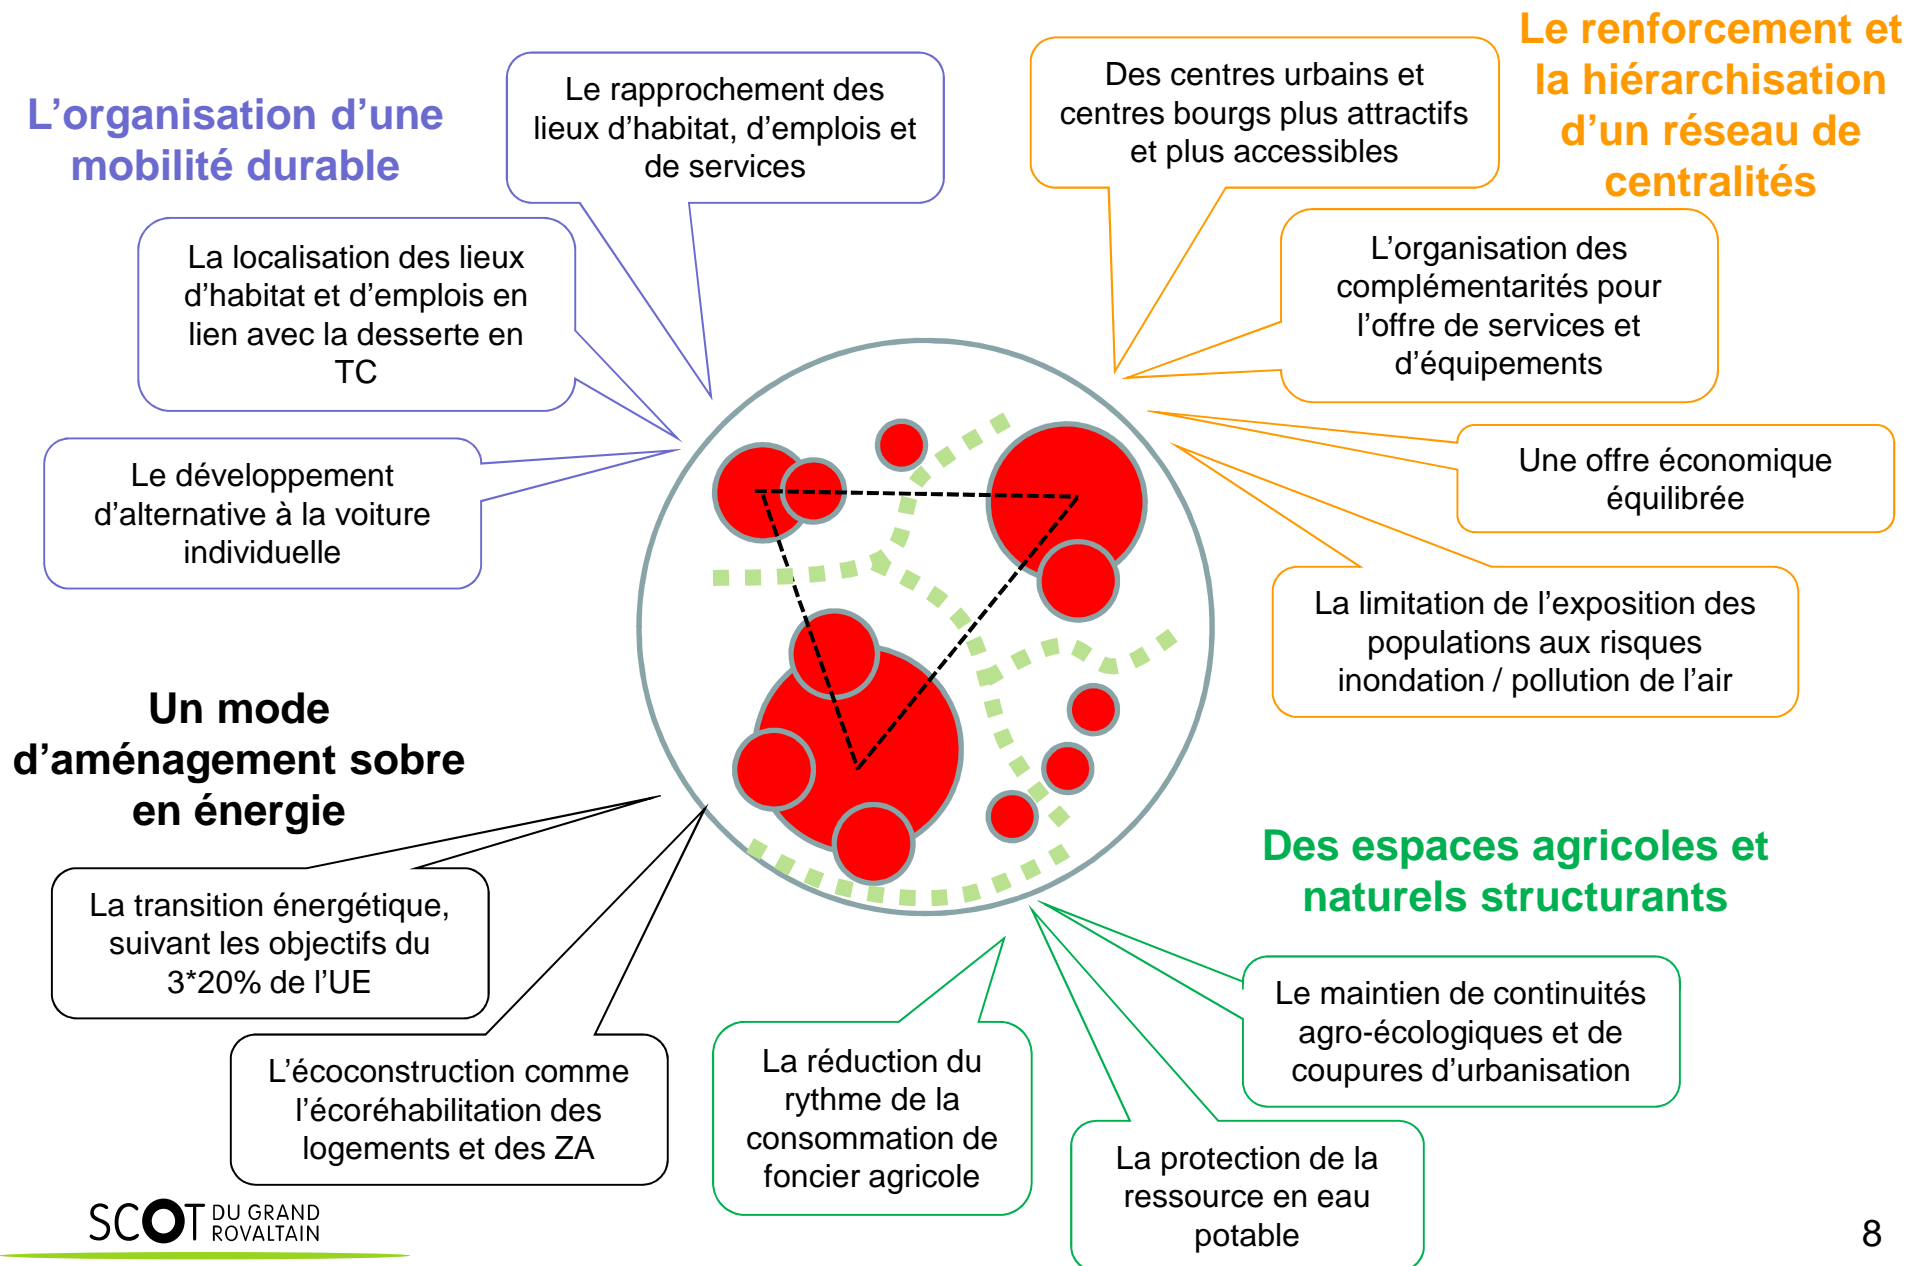 L’organisation d’une
mobilité durable
Le rapprochement des
lieux d’habitat, d’emplois et
de services
La localisation des lieux
d’habitat et d’emplois en
lien avec la desserte en
TC
Le développement
d’alternative à la voiture
individuelle
Le renforcement et
la hiérarchisation
d’un réseau de
centralités
Des centres urbains et
centres bourgs plus attractifs
et plus accessibles
L’organisation des
complémentarités pour
l’offre de services et
d’équipements
Une offre économique
équilibrée
La limitation de l’exposition des
populations aux risques
inondation / pollution de l’air
Un mode
d’aménagement sobre
en énergie
La transition énergétique,
suivant les objectifs du
3*20% de l’UE
L’écoconstruction comme
l’écoréhabilitation des
logements et des ZA
Des espaces agricoles et
naturels structurants
Le maintien de continuités
agro-écologiques et de
coupures d’urbanisation
La réduction du
rythme de la
consommation de
foncier agricole
La protection de la
ressource en eau
potable
SCOT DU GRAND
ROVALTAIN
8